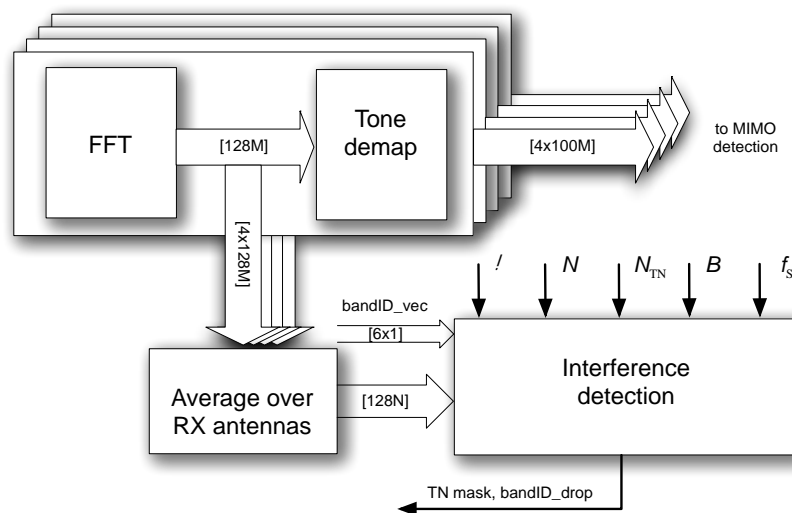 FFT
[128M]
Tone
demap
[4x100M]
to MIMO
detection
[4x128M]
! N N_TN B f_S
bandID_vec
[6x1]
Average over
RX antennas
[128N]
Interference
detection
TN mask, bandID_drop